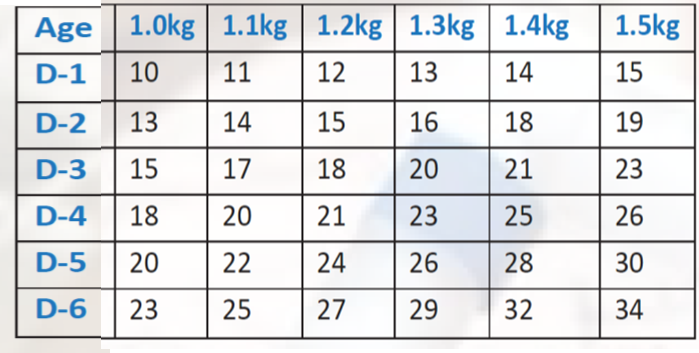 Age 1.0kg 1.1kg 1.2kg 1.3kg 1.4kg 1.5kg
D-1 10 11 12 13 14 15
D-2 13 14 15 16 18 19
D-3 15 17 18 20 21 23
D-4 18 20 21 23 25 26
D-5 20 22 24 26 28 30
D-6 23 25 27 29 32 34